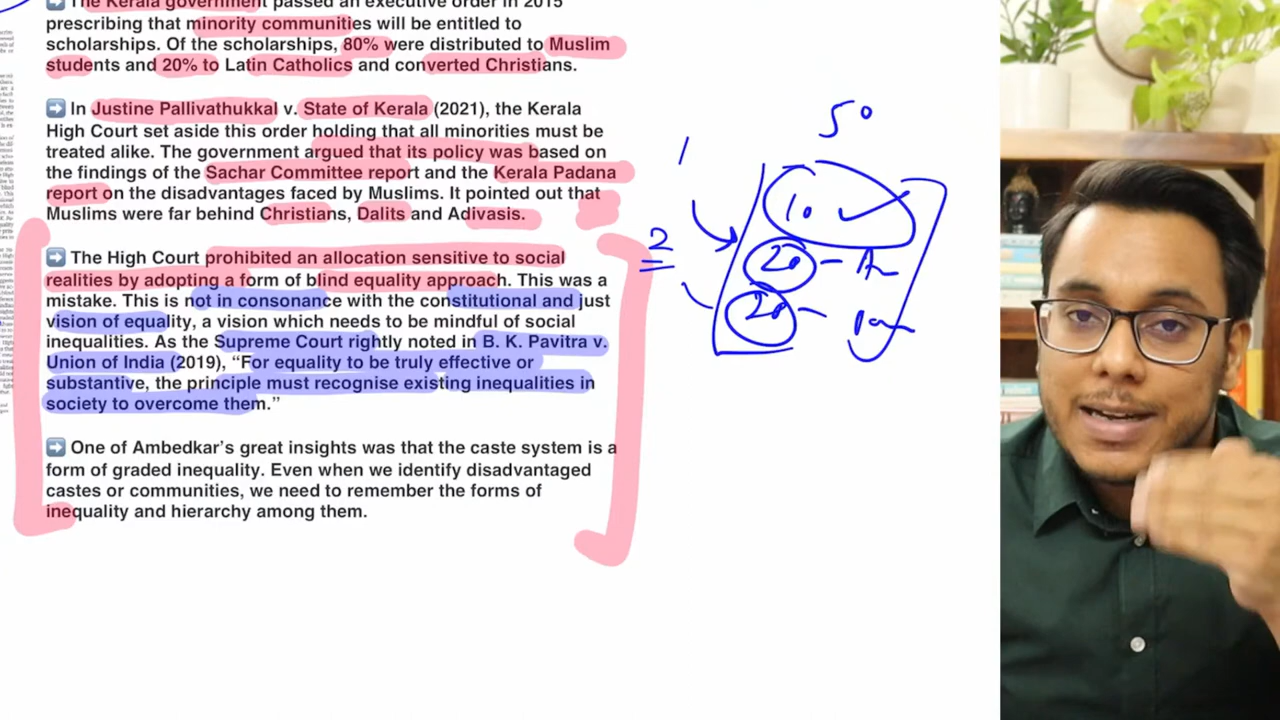 ➡ The Kerala government passed an executive order in 2015
prescribing that minority communities will be entitled to
scholarships. Of the scholarships, 80% were distributed to Muslim
students and 20% to Latin Catholics and converted Christians.
➡ In Justine Pallivathukkal v. State of Kerala (2021), the Kerala
High Court set aside this order holding that all minorities must be
treated alike. The government argued that its policy was based on
the findings of the Sachar Committee report and the Kerala Padana
report on the disadvantages faced by Muslims. It pointed out that
Muslims were far behind Christians, Dalits and Adivasis.
➡ The High Court prohibited an allocation sensitive to social
realities by adopting a form of blind equality approach. This was a
mistake. This is not in consonance with the constitutional and just
vision of equality, a vision which needs to be mindful of social
inequalities. As the Supreme Court rightly noted in B. K. Pavitra v.
Union of India (2019), “For equality to be truly effective or
substantive, the principle must recognise existing inequalities in
society to overcome them.”
➡ One of Ambedkar’s great insights was that the caste system is a
form of graded inequality. Even when we identify disadvantaged
castes or communities, we need to remember the forms of
inequality and hierarchy among them.
50
10
2
20 –
20 –